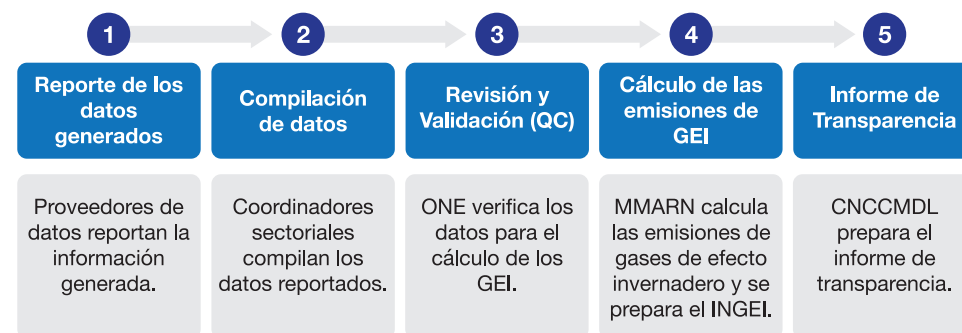 1
2
3
4
5
Reporte de los
datos
generados
Compilación
de datos
Revisión y
Validación (QC)
Cálculo de las
emisiones de
GEI
Informe de
Transparencia
Proveedores de
datos reportan la
información
generada.
Coordinadores
sectoriales
compilan los
datos reportados.
ONE verifica los
datos para el
cálculo de los
GEI.
MMARN calcula
las emisiones de
gases de efecto
invernadero y se
prepara el INGEI.
CNCCMDL
prepara el
informe de
transparencia.